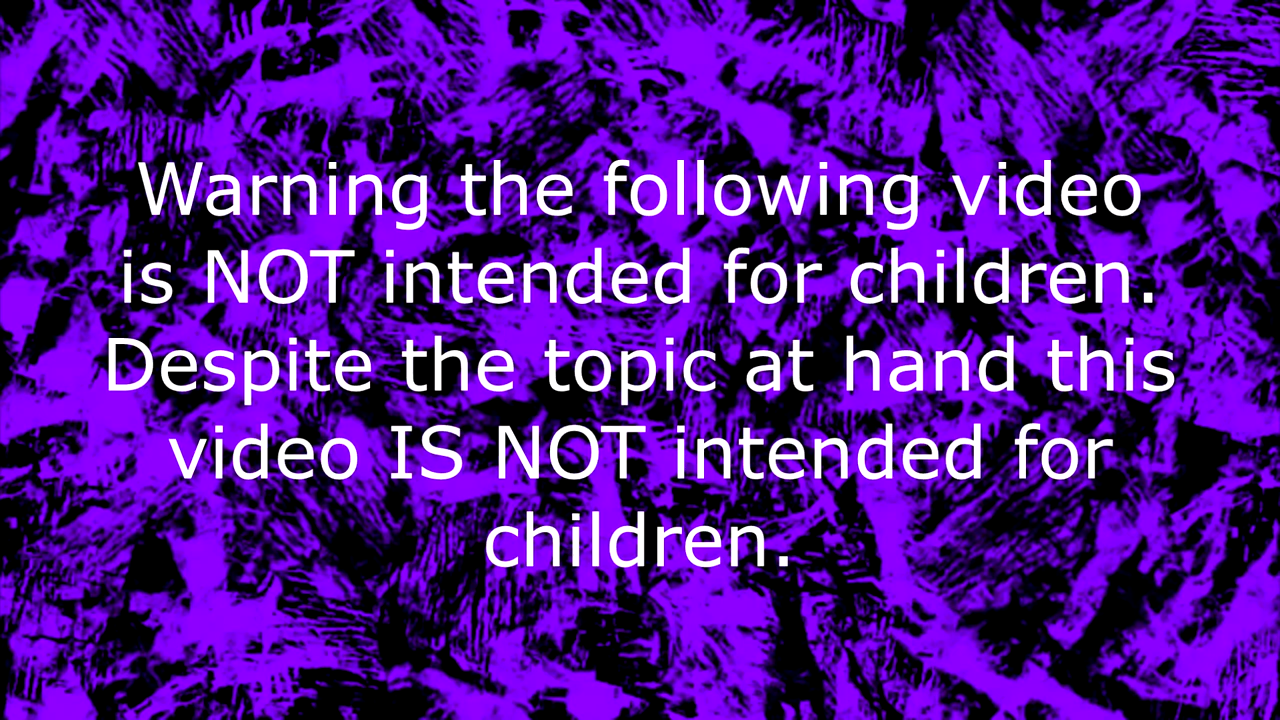 Warning the following video
is NOT intended for children.
Despite the topic at hand this
video IS NOT intended for
children.